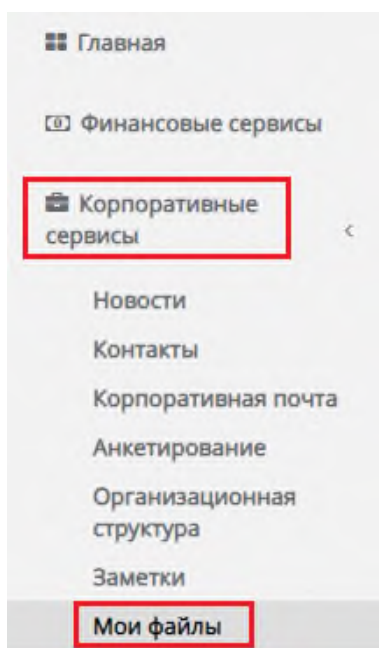 Главная
Финансовые сервисы
Корпоративные
сервисы
Новости
Контакты
Корпоративная почта
Анкетирование
Организационная
структура
Заметки
Мои файлы